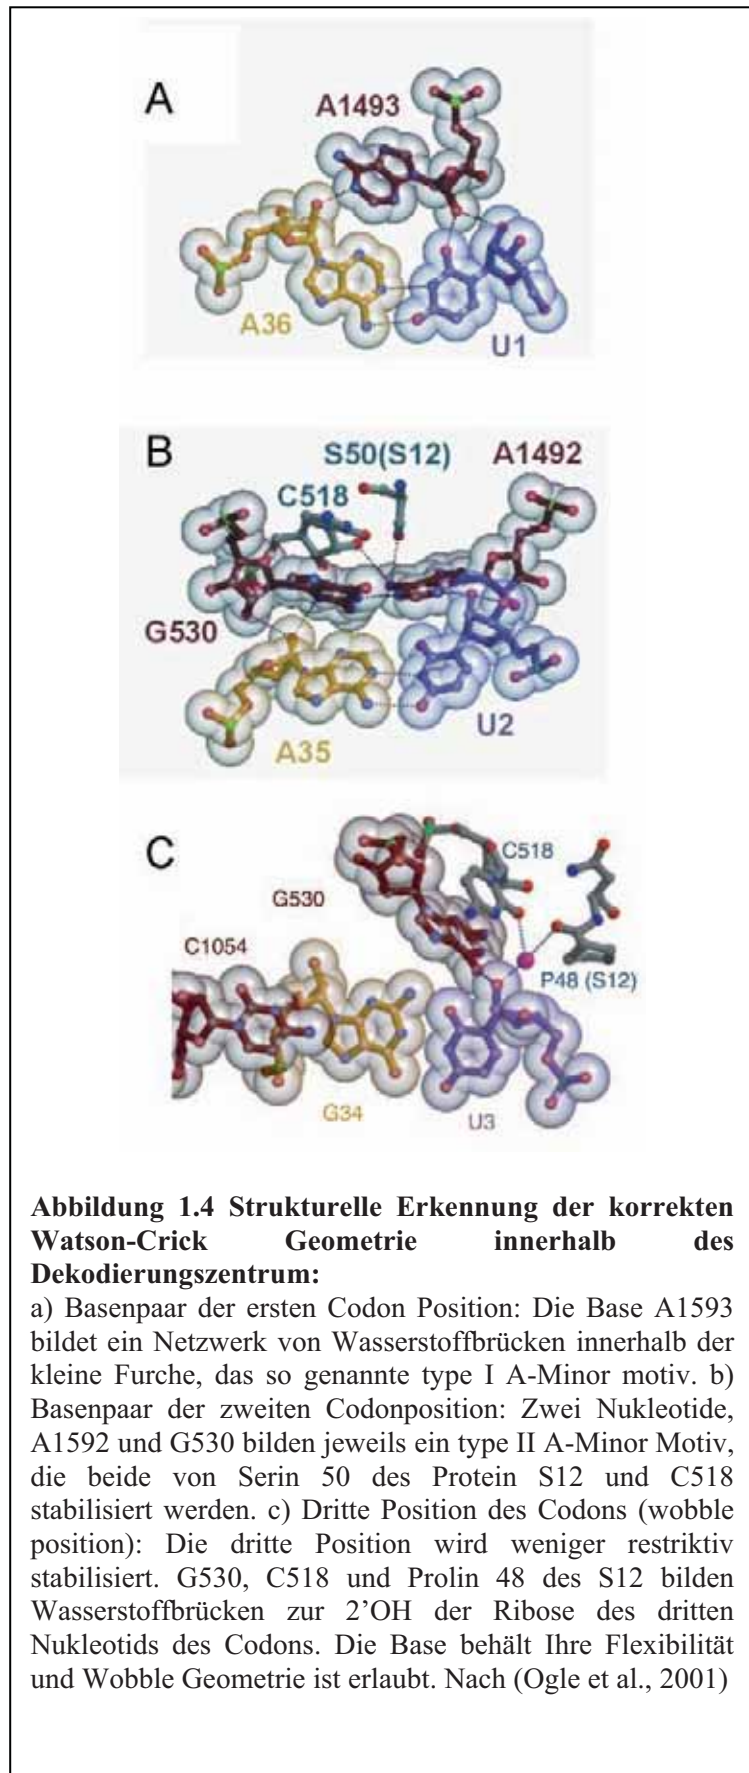 A
A1493
A36
U1
B
S50(S12)
A1492
C518
G530
U2
A35
C
C518
G530
C1054
P48 (S12)
G34
U3
Abbildung 1.4 Strukturelle Erkennung der korrekten
Watson-Crick Geometrie innerhalb des
Dekodierungszentrum:
a) Basenpaar der ersten Codon Position: Die Base A1593
bildet ein Netzwerk von Wasserstoffbrücken innerhalb der
kleine Furche, das so genannte type I A-Minor motiv. b)
Basenpaar der zweiten Codonposition: Zwei Nukleotide,
A1592 und G530 bilden jeweils ein type II A-Minor Motiv,
die beide von Serin 50 des Protein S12 und C518
stabilisiert werden. c) Dritte Position des Codons (wobble
position): Die dritte Position wird weniger restriktiv
stabilisiert. G530, C518 und Prolin 48 des S12 bilden
Wasserstoffbrücken zur 2’OH der Ribose des dritten
Nukleotids des Codons. Die Base behält Ihre Flexibilität
und Wobble Geometrie ist erlaubt. Nach (Ogle et al., 2001)